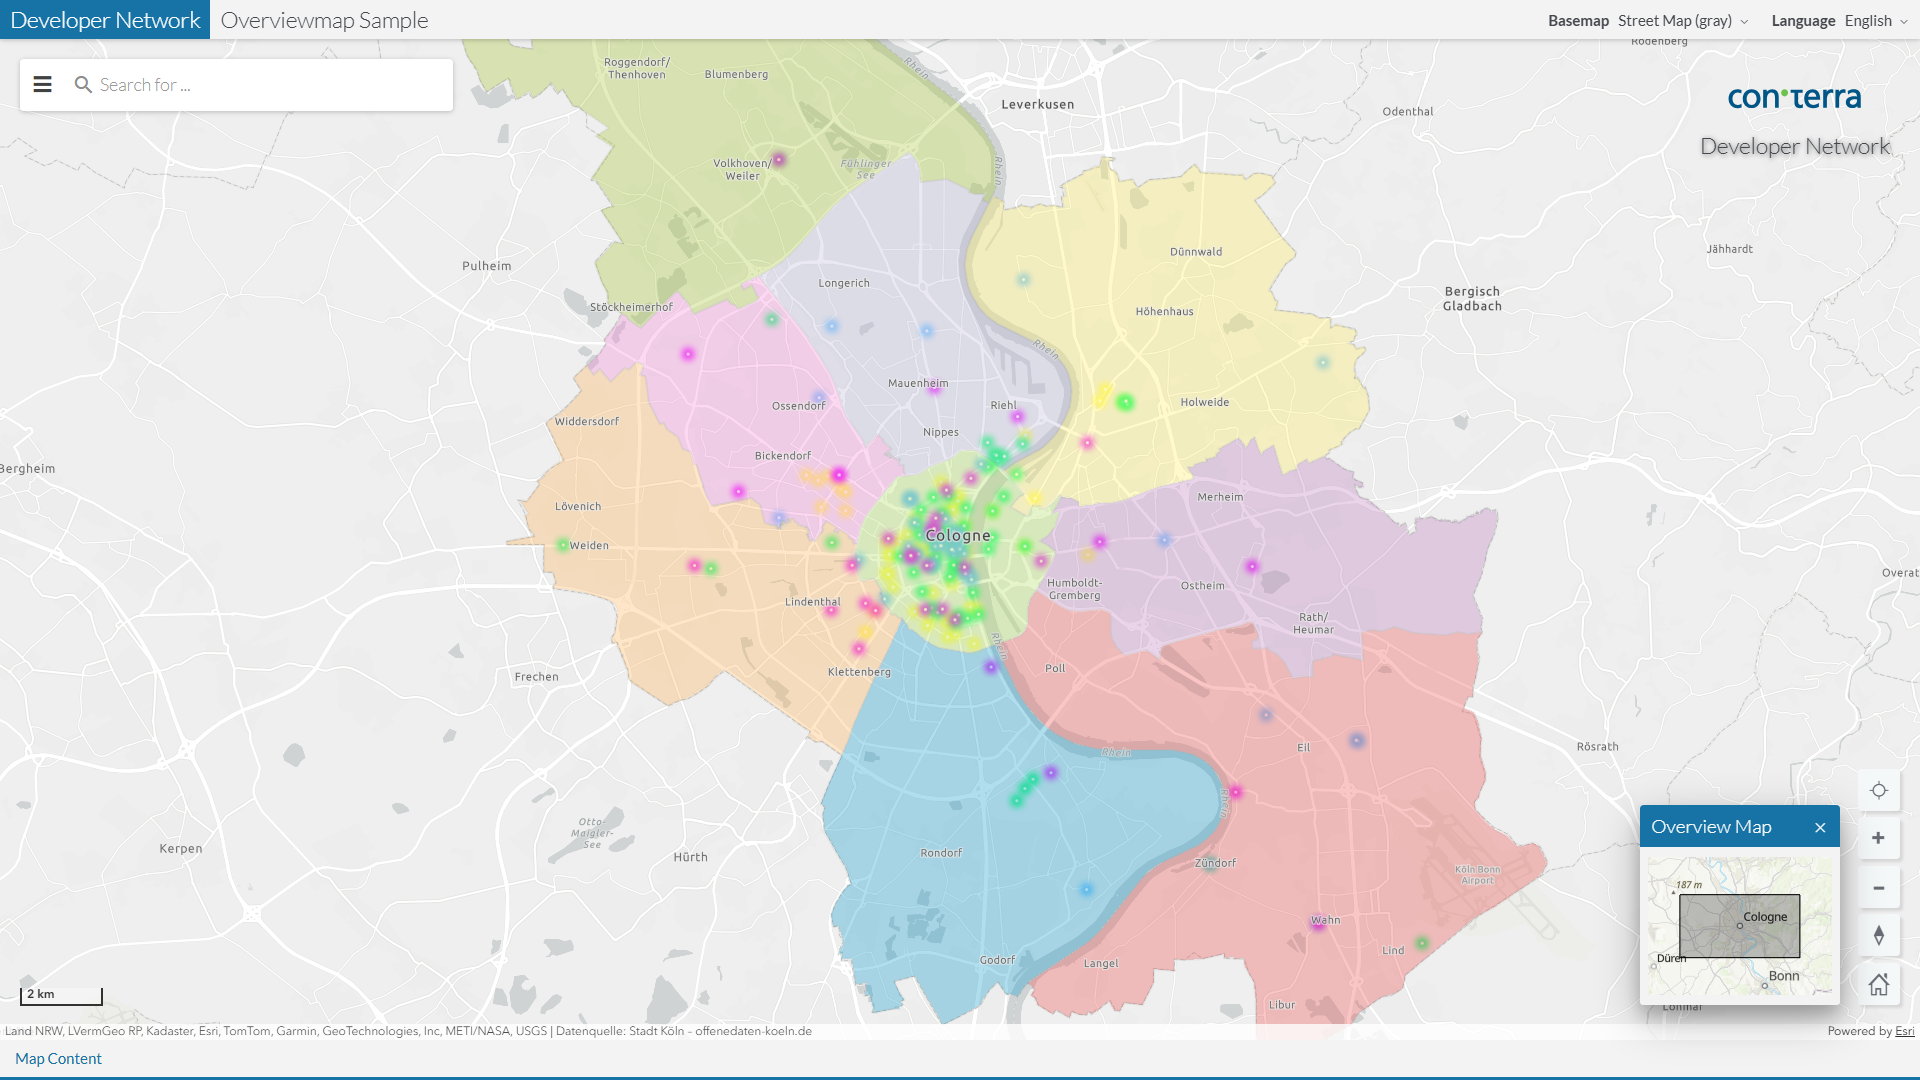 Developer Network
Overviewmap Sample
Basemap Street Map (gray)
Language English
Search for ...
con·terra
Developer Network
Rodenberg
Roggendorf/
Thenhoven
Blumenberg
Rhein
Leverkusen
Odenthal
Volkhoven/
Weiler
Fühlinger
See
Rhein
Dünnwald
Jähhardt
Pulheim
Longerich
Bergisch
Gladbach
Stöckheimerhof
Höhenhaus
Rhein
Mauenheim
Ossendorf
Riehl
Holweide
Widdersdorf
Nippes
Bickendorf
Bergheim
Merheim
Lövenich
Cologne
Weiden
Humboldt-
Gremberg
Ostheim
Overat
Lindenthal
Rath/
Heumar
Rhein
Klettenberg
Poll
Frechen
Rhein
Eil
Rösrath
Rhein
Otto-
Maigler-
See
Kerpen
Hürth
Rondorf
Zündorf
Köln Bonn
Airport
Wahn
Lind
Godorf
Langel
Libur
Lohmar
Overview Map
187 m
Cologne
Düren
Bonn
2 km
Land NRW, LVermGeo RP, Kadaster, Esri, TomTom, Garmin, GeoTechnologies, Inc, METI/NASA, USGS | Datenquelle: Stadt Köln - offenedaten-koeln.de
Powered by Esri
Map Content